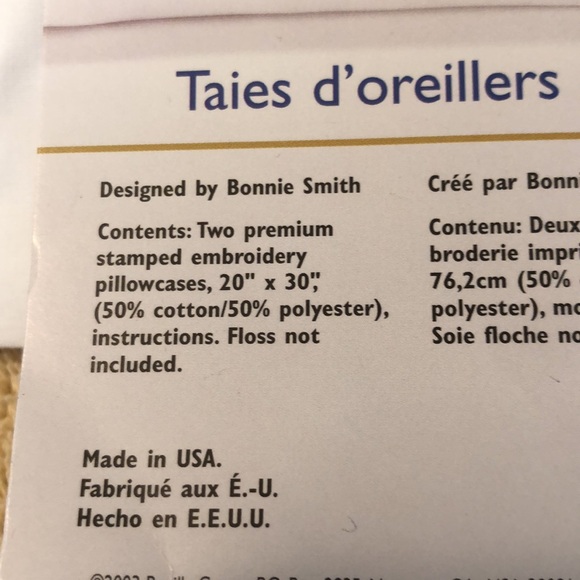 Taies d'oreillers
Designed by Bonnie Smith
Contents: Two premium
stamped embroidery
pillowcases, 20" x 30",
(50% cotton/50% polyester),
instructions. Floss not
included.
Créé par
Contenu: Deux
broderie
76,2cm (50%
polyester),
Soie floche
Made in USA.
Fabriqué aux É.-U.
Hecho en E.E.U.U.